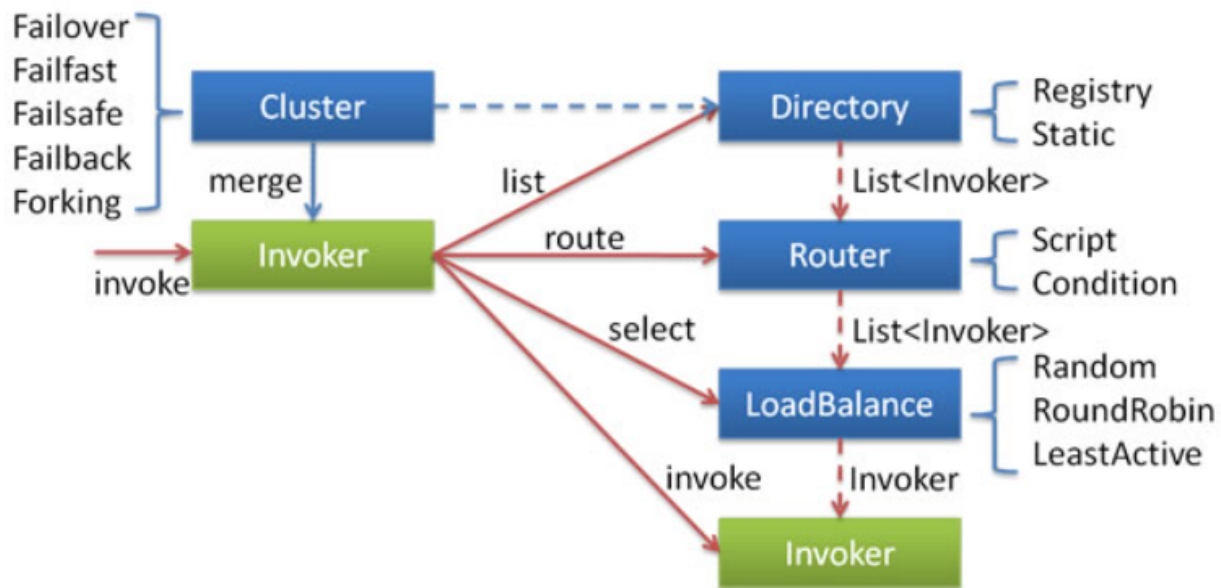 Failover
Failfast
Failsafe
Failback
Forking
Cluster
merge
invoke
Invoker
list
route
select
invoke
Directory
Registry
Static
List<Invoker>
Router
Script
Condition
List<Invoker>
LoadBalance
Random
RoundRobin
LeastActive
Invoker
Invoker